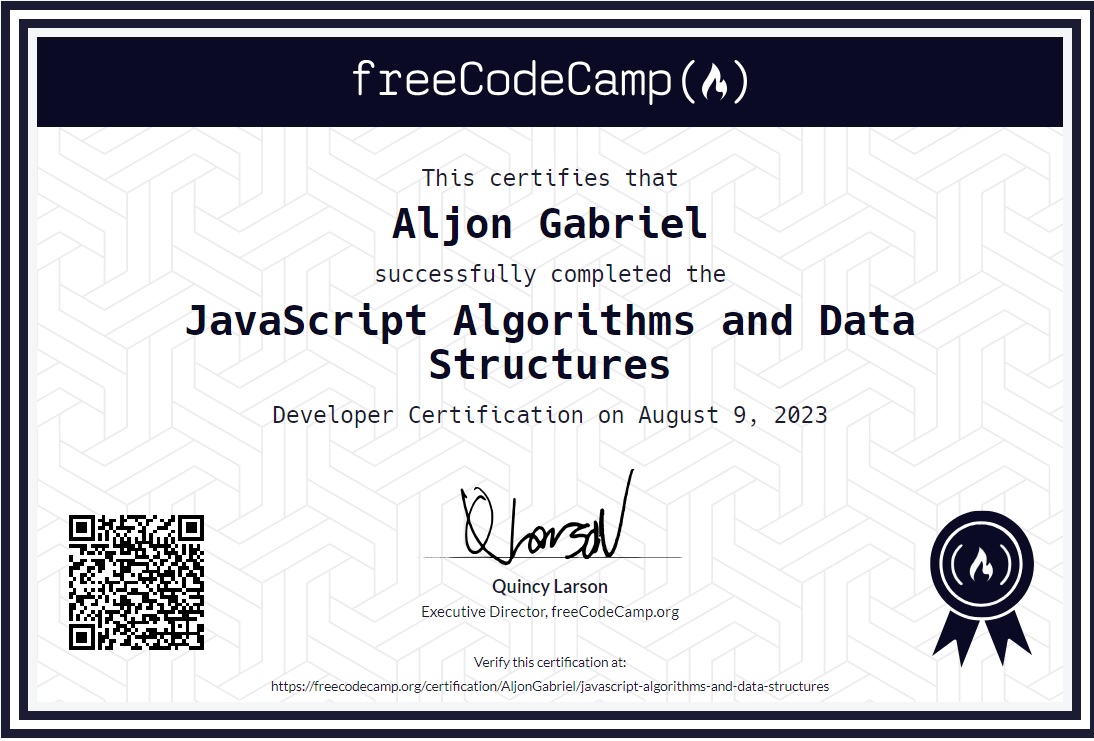 freeCodeCamp
This certifies that
Aljon Gabriel
successfully completed the
JavaScript Algorithms and Data
Structures
Developer Certification on August 9, 2023
Q Larson
Quincy Larson
Executive Director, freeCodeCamp.org
Verify this certification at:
https://freecodecamp.org/certification/AljonGabriel/javascript-algorithms-and-data-structures